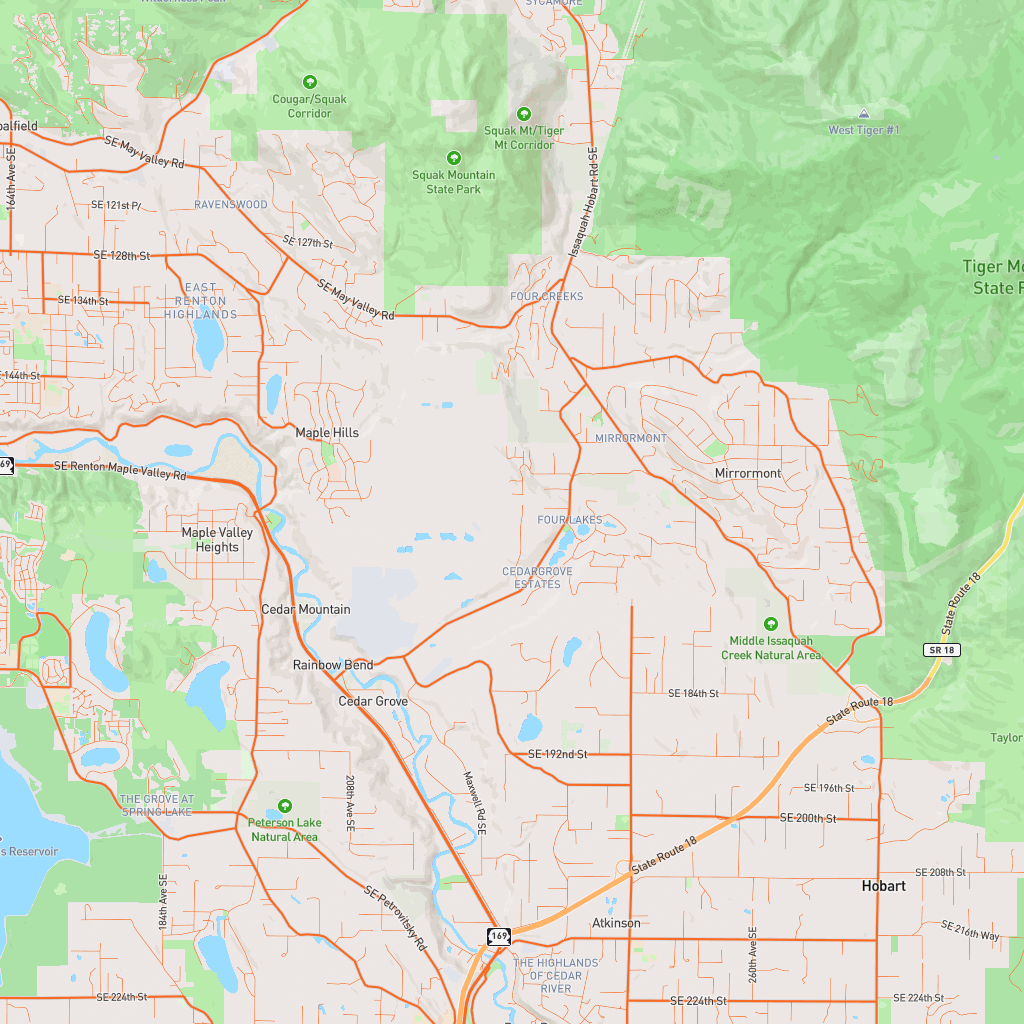 SYCAMORE
Cougar/Squak
Corridor
Squak Mt/Tiger
Mt Corridor
West Tiger #1
SE May Valley Rd
Squak Mountain
State Park
164th Ave SE
Issaquah-Hobart Rd SE
SE 121st Pl
RAVENSWOOD
SE 127th St
SE 128th St
EAST
RENTON
HIGHLANDS
SE 134th St
SE May Valley Rd
FOUR CREEKS
SE 144th St
Maple Hills
MIRRORMONT
Mirrormont
SE Renton Maple Valley Rd
Maple Valley
Heights
FOUR LAKES
CEDARGROVE
ESTATES
Cedar Mountain
State Route 18
Middle Issaquah
Creek Natural Area
SR 18
Rainbow Bend
Cedar Grove
SE 184th St
State Route 18
Taylor
SE 192nd St
208th Ave SE
Maxwell Rd SE
SE 196th St
THE GROVE AT
SPRING LAKE
Peterson Lake
Natural Area
SE 200th St
Reservoir
State Route 18
184th Ave SE
Hobart
SE 208th St
SE Petrovitsky Rd
Atkinson
169
SE 216th Way
260th Ave SE
THE HIGHLANDS
OF CEDAR
RIVER
SE 224th St
SE 224th St
SE 224th St